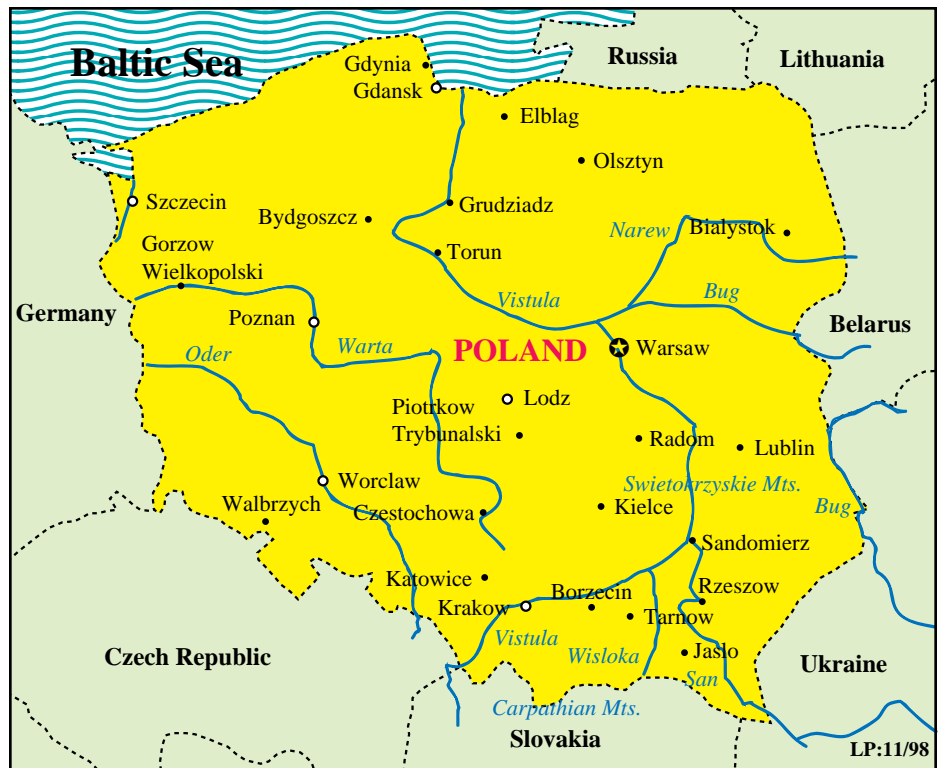 Baltic Sea
Russia
Lithuania
Gdynia
Gdansk
Elblag
Olsztyn
Szczecin
Grudziadz
Bydgoszcz
Narew
Bialystok
Gorzow
Wielkopolski
Torun
Vistula
Bug
Germany
Poznan
Belarus
Oder
Warta
POLAND
Warsaw
Lodz
Piotrkow
Trybunalski
Radom
Lublin
Worclaw
Swietokrzyskie Mts.
Walbrzych
Czestochowa
Kielce
Bug
Sandomierz
Katowice
Borzecin
Rzeszow
Krakow
Tarnow
Vistula
Wisloka
Jaslo
Czech Republic
Ukraine
San
Carpathian Mts.
Slovakia
LP:11/98